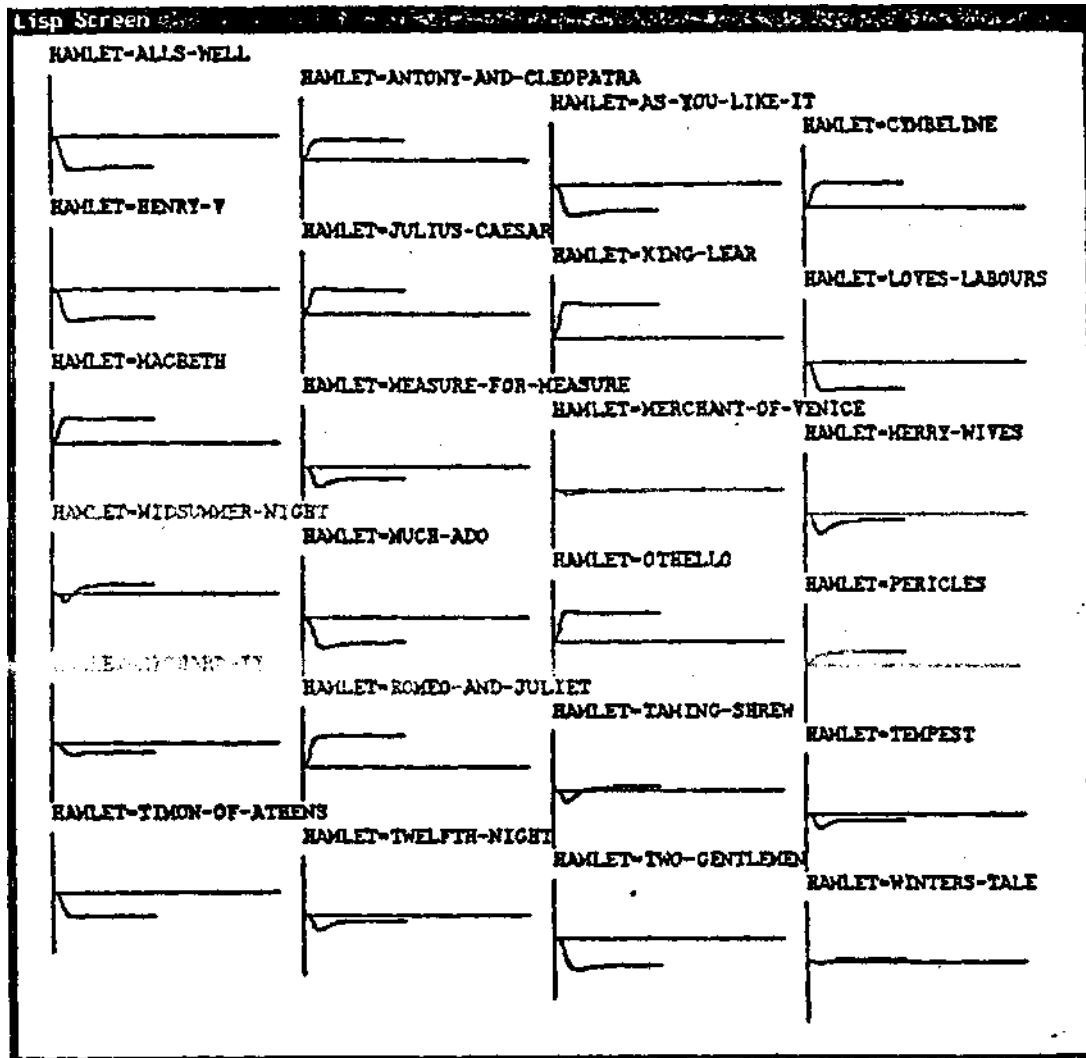 Lisp Screen
HAMLET=ALLS-WELL
HAMLET=ANTONY-AND-CLEOPATRA
HAMLET=AS-YOU-LIKE-IT
HAMLET=CYMBELINE
HAMLET=HENRY-V
HAMLET=JULIUS-CAESAR
HAMLET=KING-LEAR
HAMLET=LOVES-LABOURS
HAMLET=MACBETH
HAMLET=MEASURE-FOR-MEASURE
HAMLET=MERCHANT-OF-VENICE
HAMLET=MERRY-WIVES
HAMLET=MIDSUMMER-NIGHT
HAMLET=MUCH-ADO
HAMLET=OTHELLO
HAMLET=PERICLES
HAMLET=ROMEO-AND-JULIET
HAMLET=TAMING-SHREW
HAMLET=TEMPEST
HAMLET=TIMON-OF-ATHENS
HAMLET=TWELFTH-NIGHT
HAMLET=TWO-GENTLEMEN
HAMLET=WINTERS-TALE